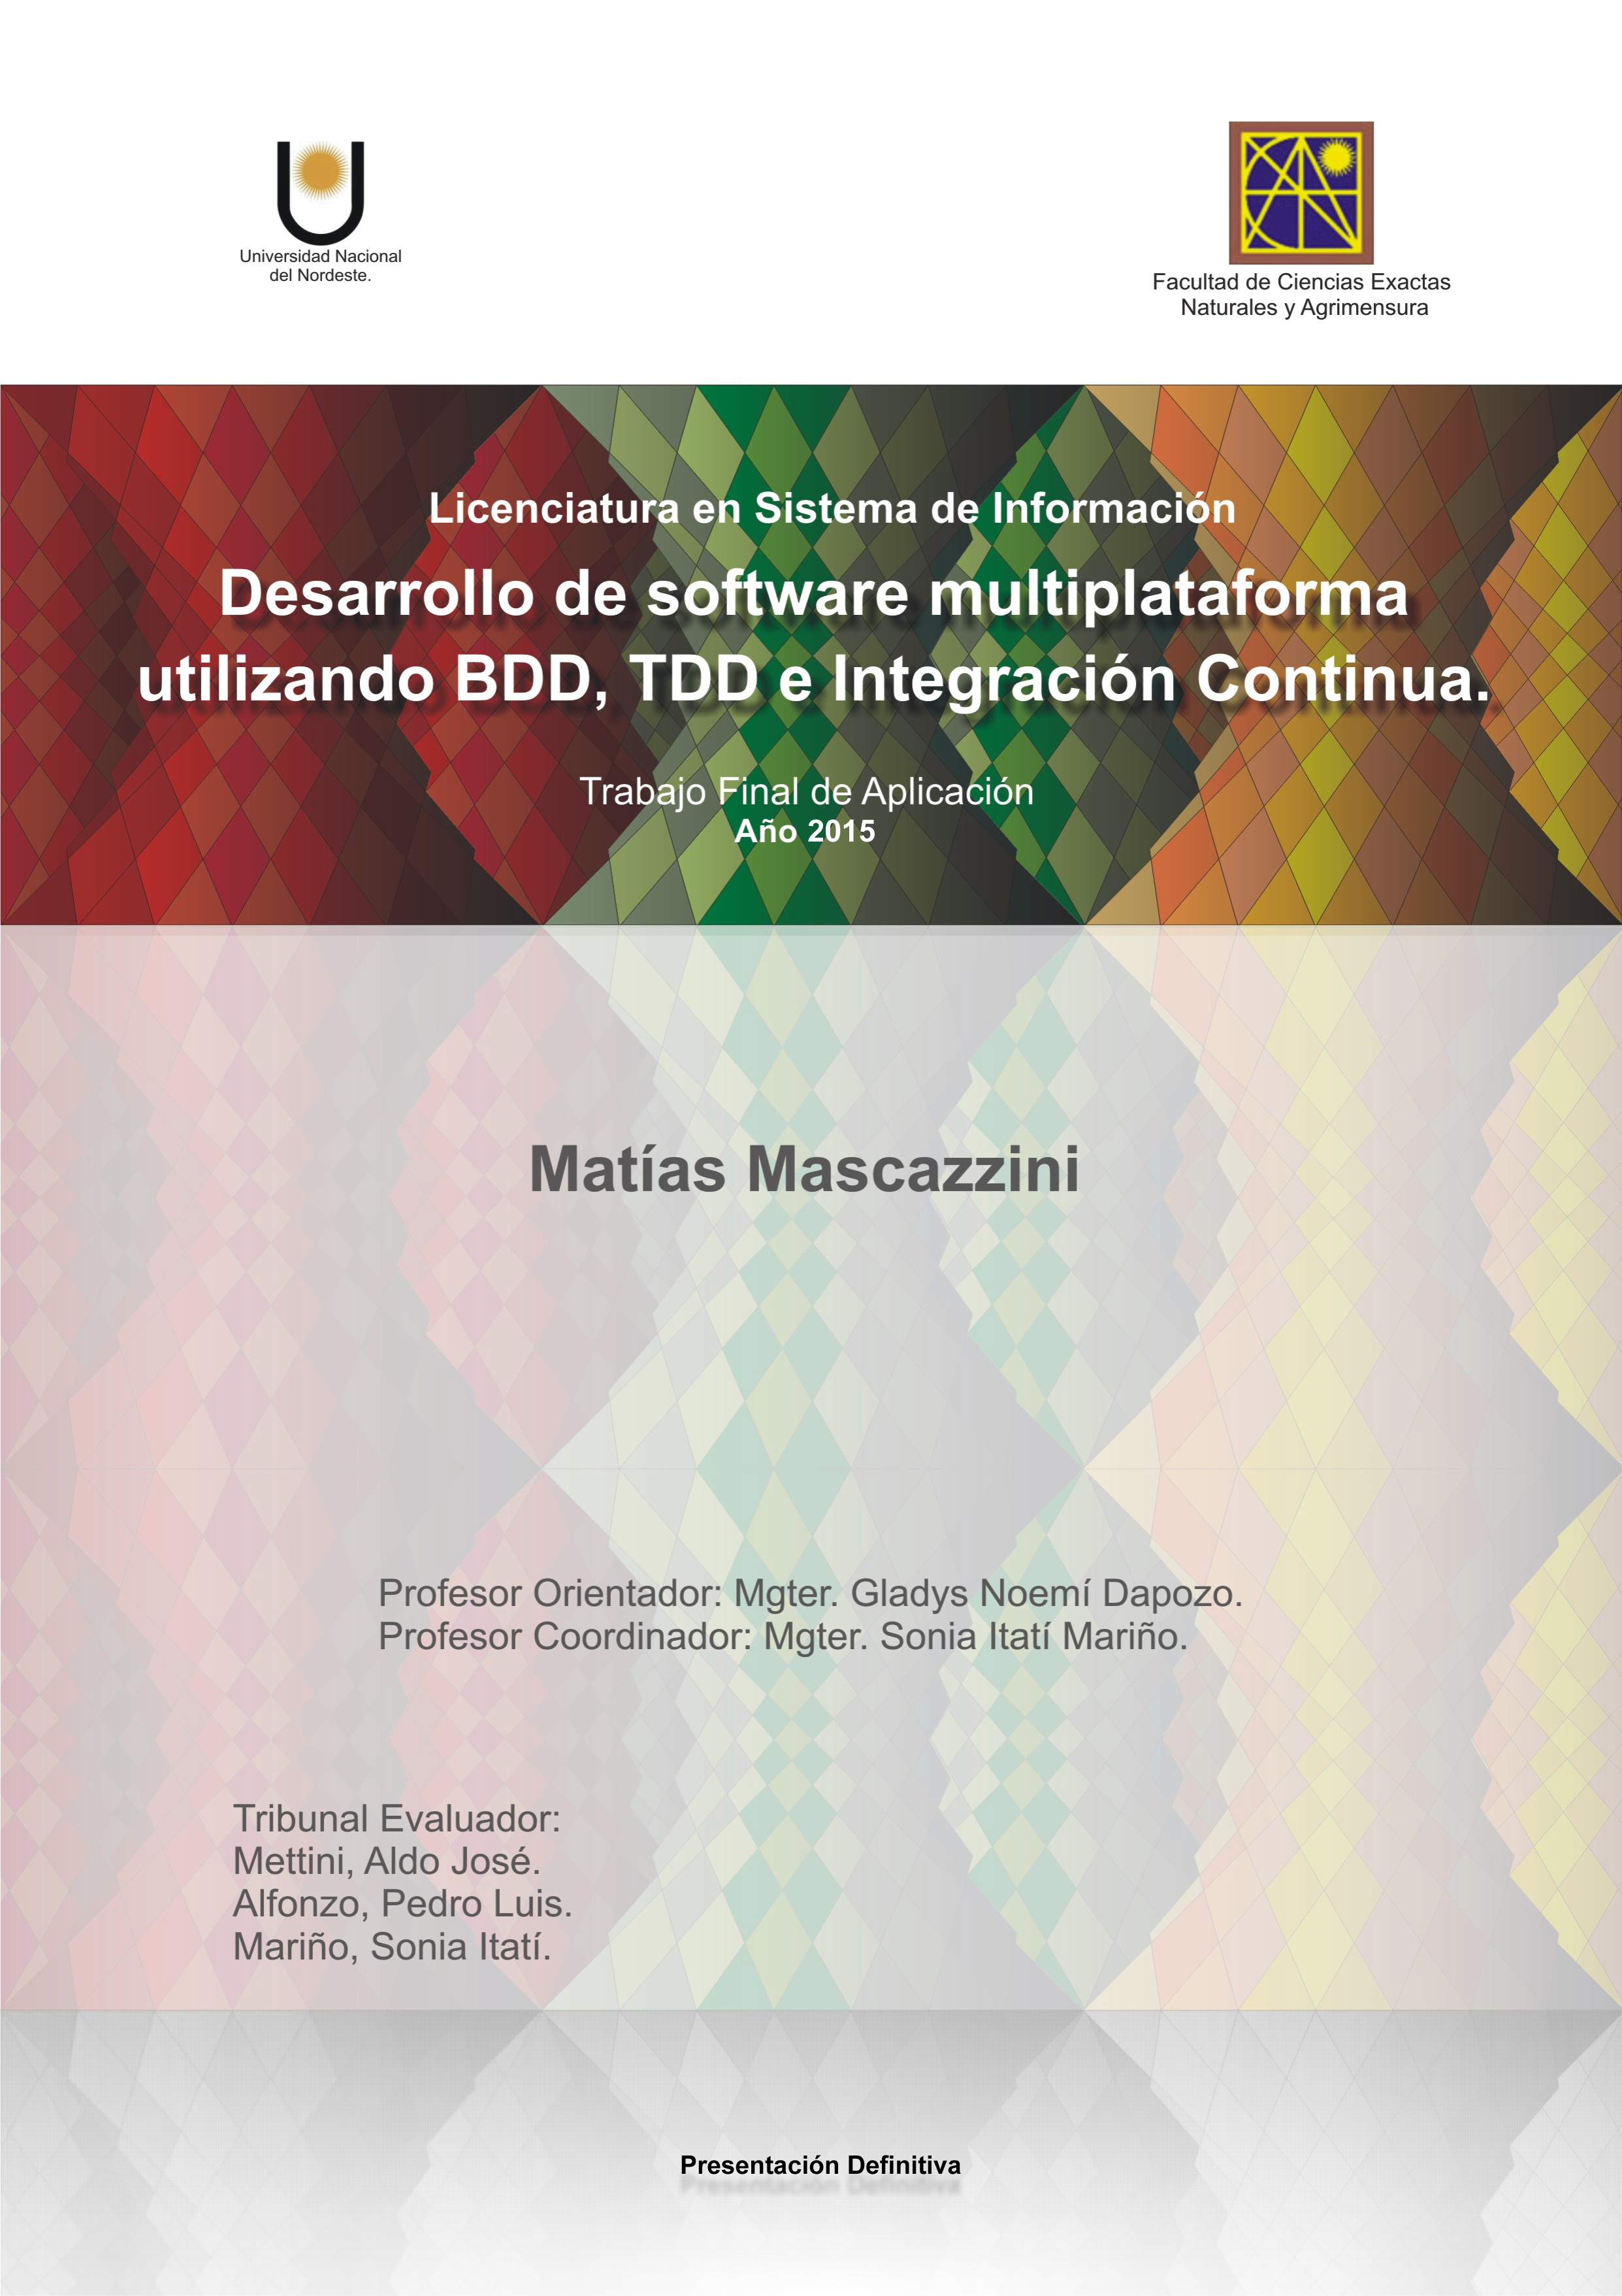 Universidad Nacional
del Nordeste.
Facultad de Ciencias Exactas
Naturales y Agrimensura
Licenciatura en Sistema de Información
Desarrollo de software multiplataforma
utilizando BDD, TDD e Integración Continua.
Trabajo Final de Aplicación
Año 2015
Matías Mascazzini
Profesor Orientador: Mgter. Gladys Noemí Dapozo.
Profesor Coordinador: Mgter. Sonia Itatí Mariño.
Tribunal Evaluador:
Mettini, Aldo José.
Alfonzo, Pedro Luis.
Mariño, Sonia Itatí.
Presentación Definitiva